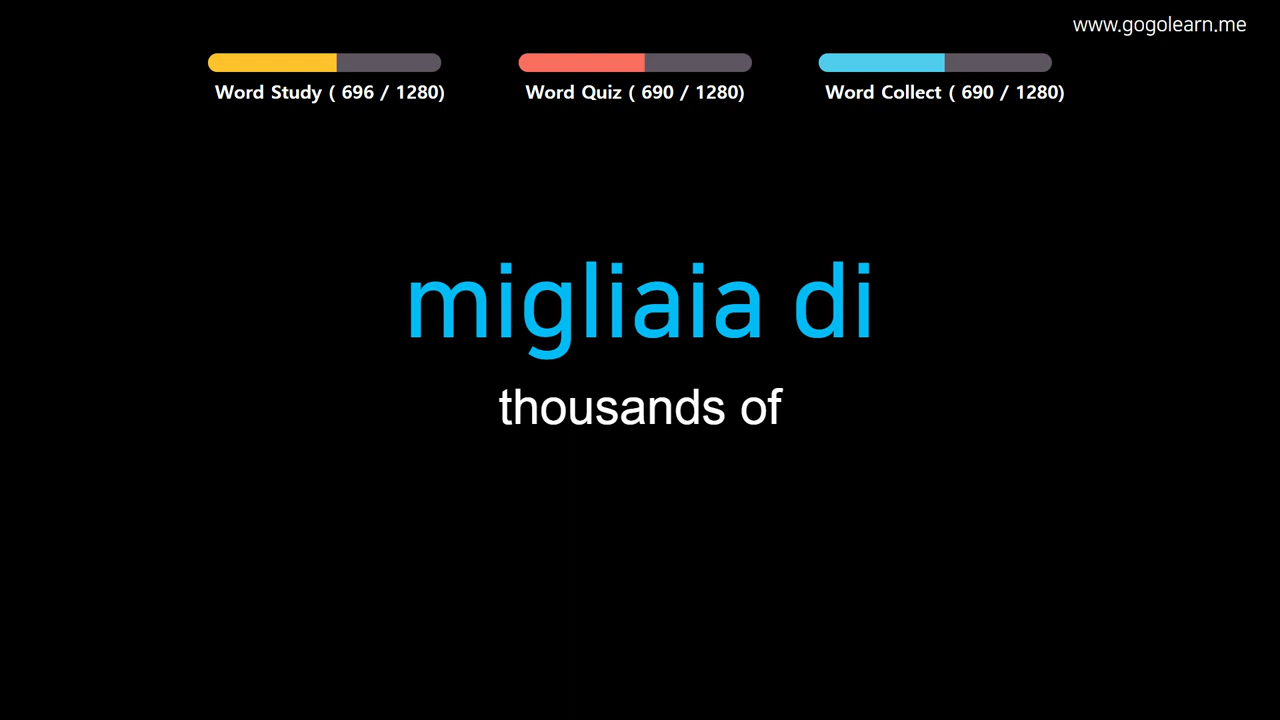 www.gogolearn.me
Word Study ( 696 / 1280)
Word Quiz ( 690 / 1280)
Word Collect ( 690 / 1280)
migliaia di
thousands of